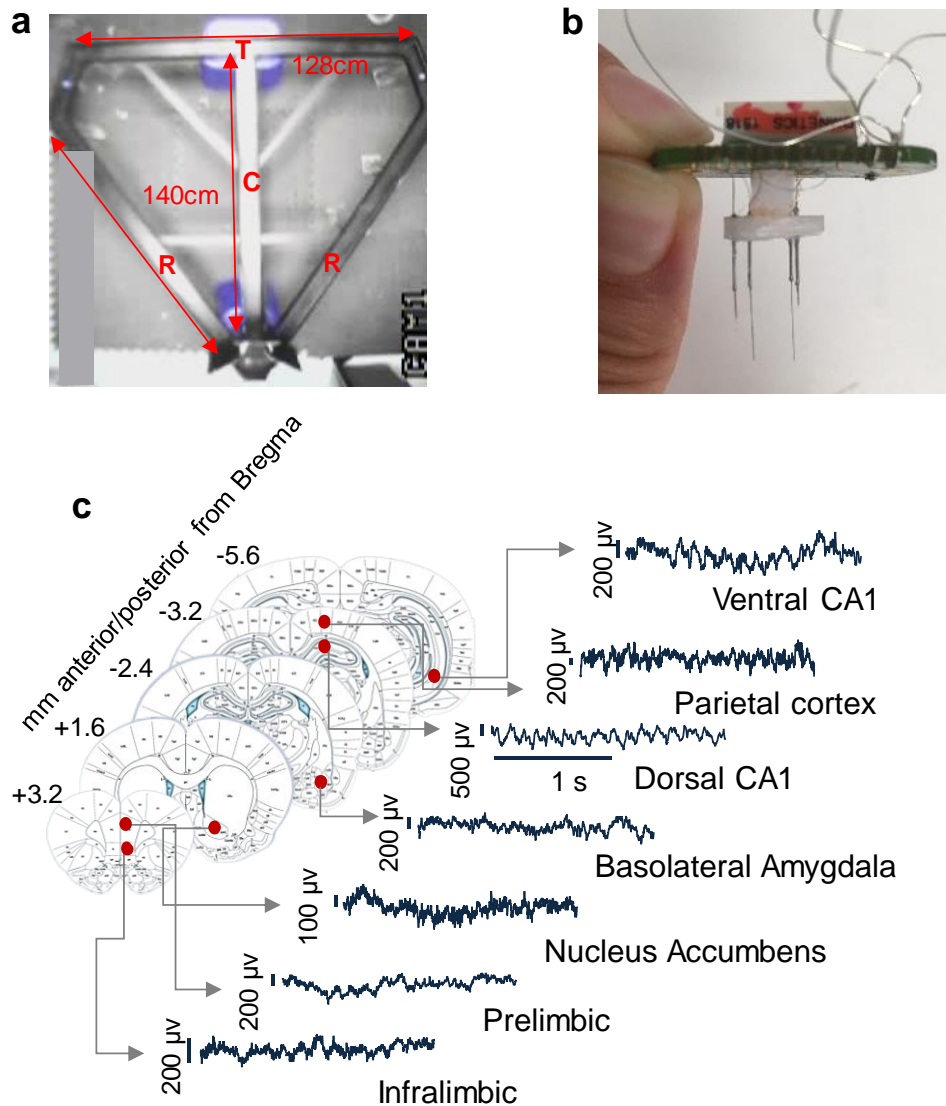 a
T
128cm
C
140cm
R
R
CAM1
b
1518
c
mm anterior/posterior from Bregma
-5.6
-3.2
-2.4
+1.6
+3.2
200 μv
Ventral CA1
200 μv
Parietal cortex
500 μv
1 s
Dorsal CA1
200 μv
Basolateral Amygdala
100 μv
Nucleus Accumbens
200 μv
Prelimbic
200 μv
Infralimbic